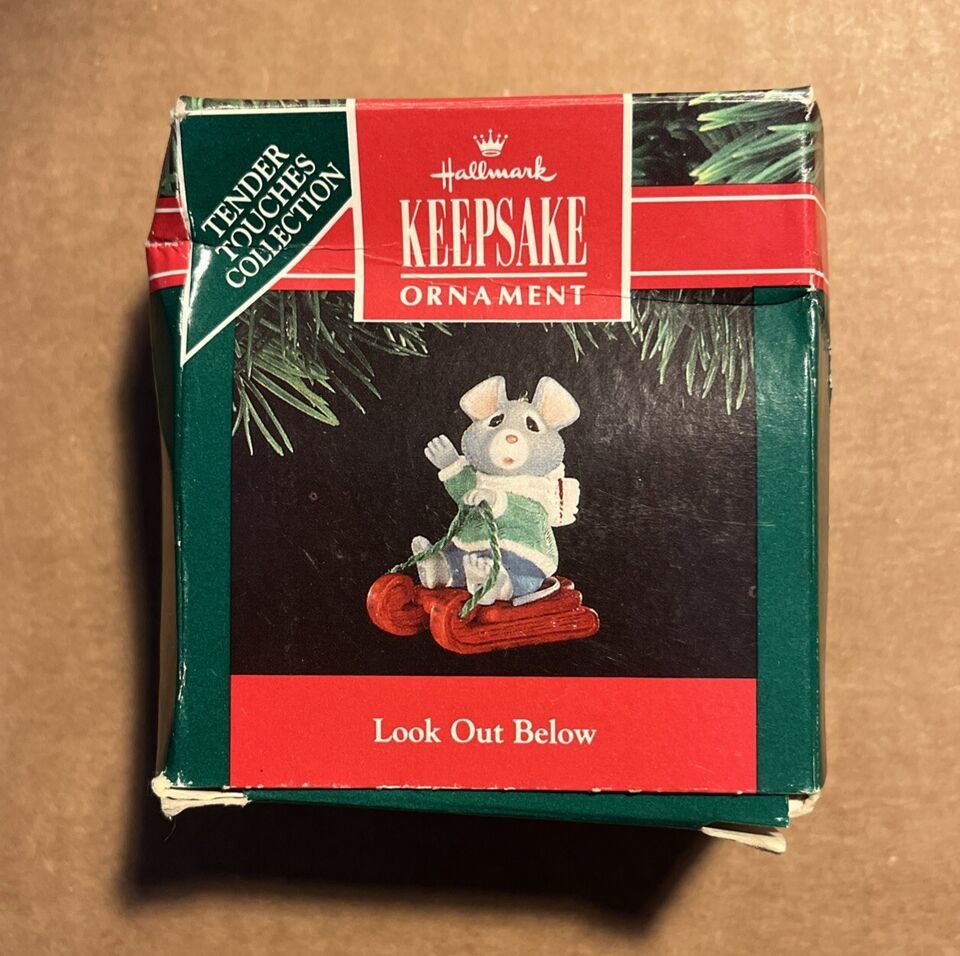 TENDER
TOUCHES
COLLECTION
Hallmark
KEEPSAKE
ORNAMENT
Look Out Below